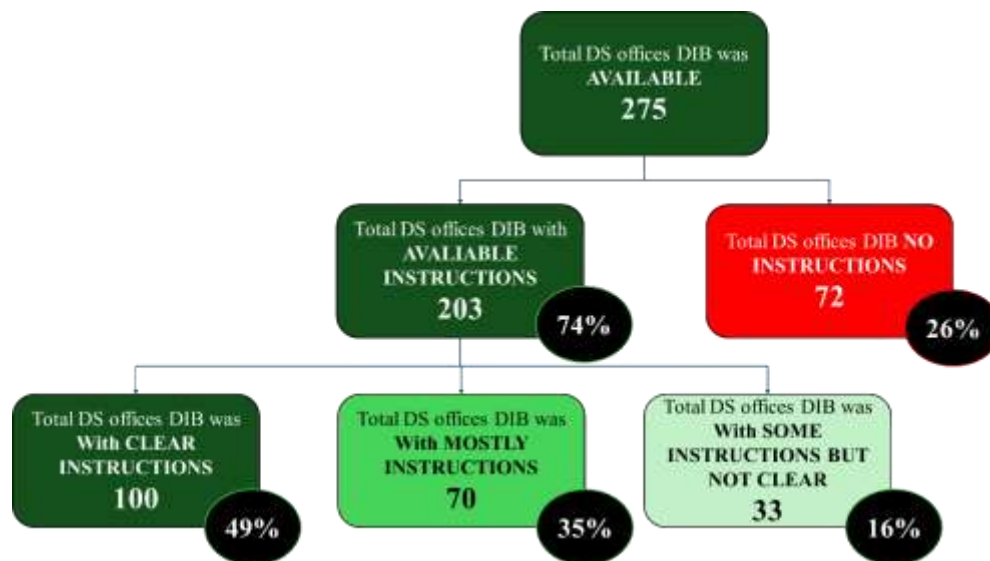 Total DS offices DIB was
AVAILABLE
275
Total DS offices DIB with
AVALIABLE
INSTRUCTIONS
203
74%
Total DS offices DIB NO
INSTRUCTIONS
72
26%
Total DS offices DIB was
With CLEAR
INSTRUCTIONS
100
49%
Total DS offices DIB was
With MOSTLY
INSTRUCTIONS
70
35%
Total DS offices DIB was
With SOME
INSTRUCTIONS BUT
NOT CLEAR
33
16%